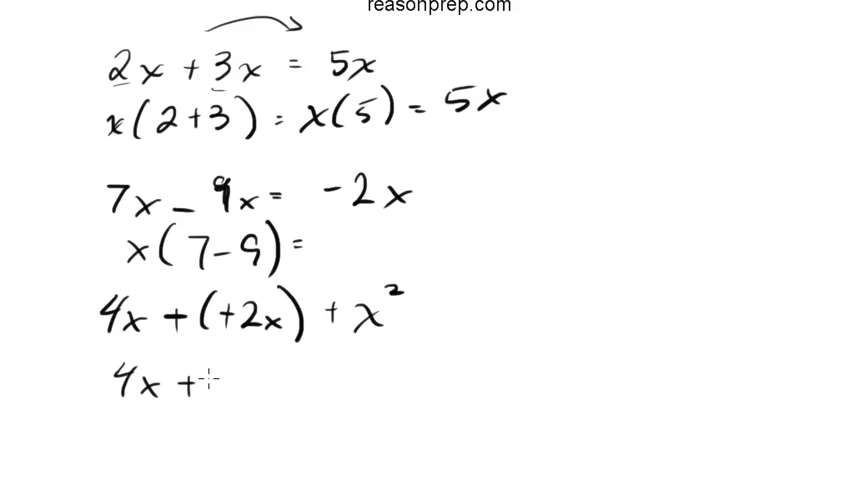 reasonprep.com
2x + 3x = 5x
x(2+3) = x(5) = 5x
7x - 9x = -2x
x(7-9) =
4x + (+2x) + x²
4x +